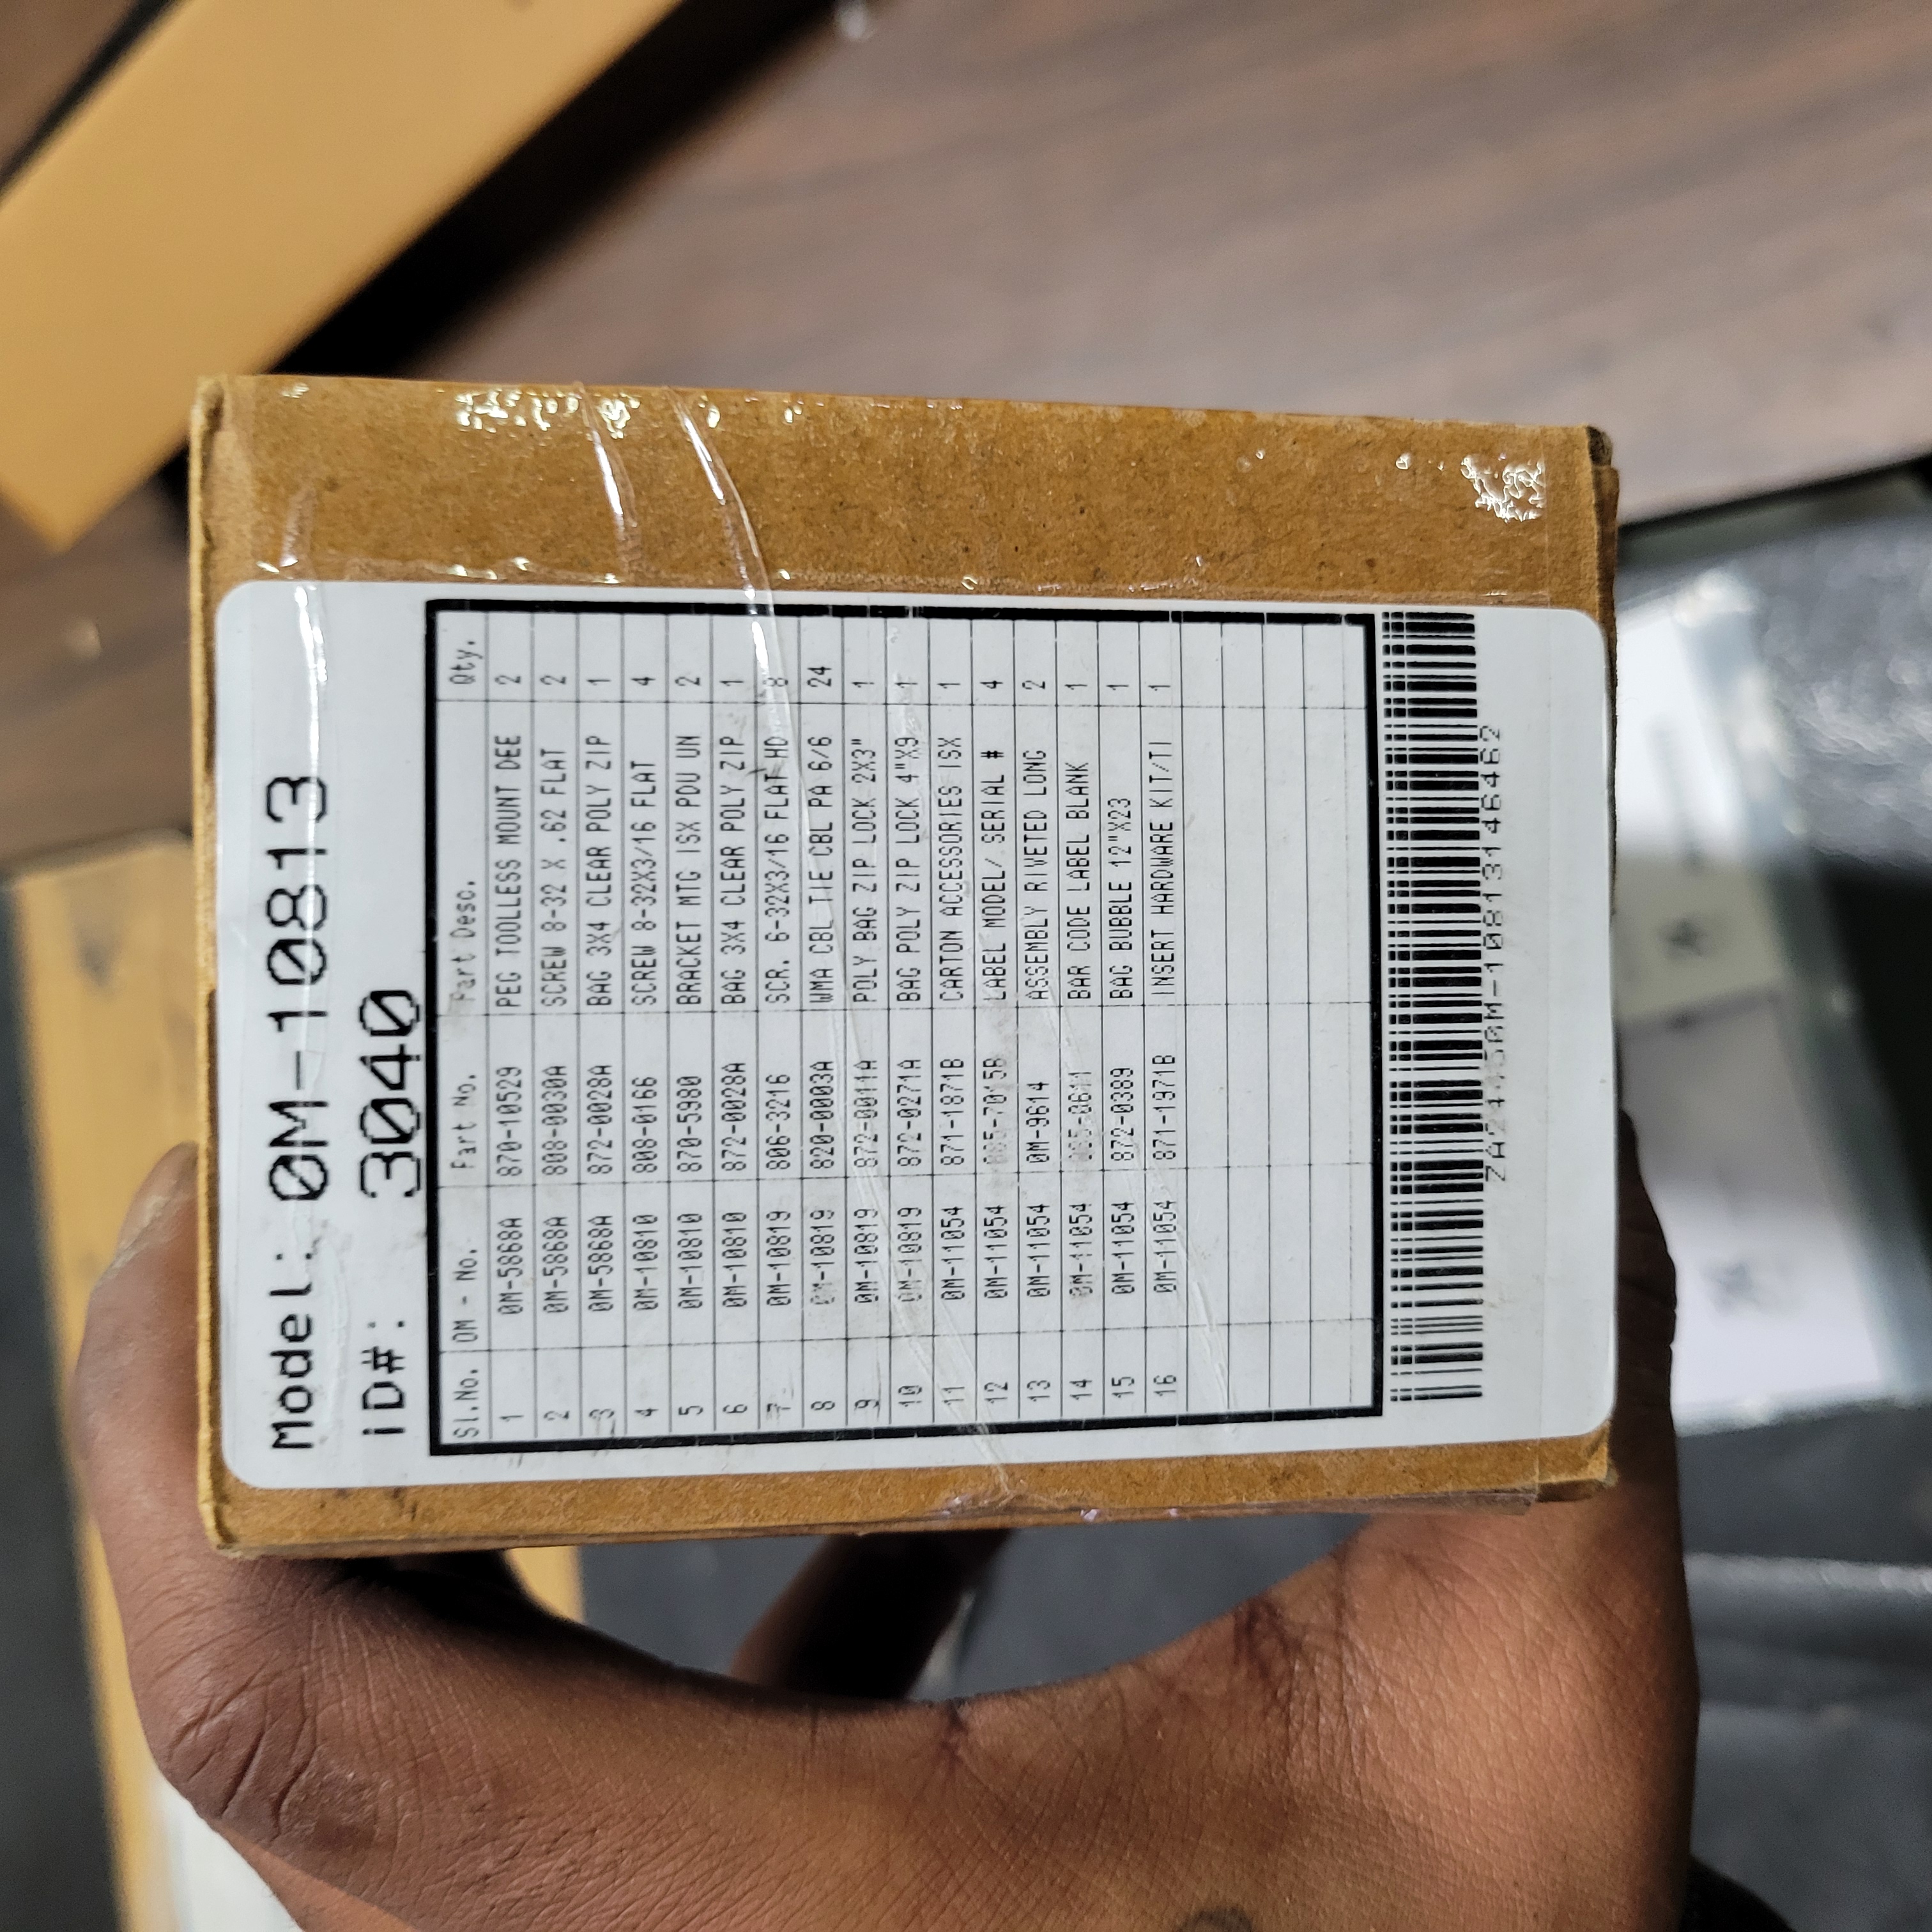 Model: 0M-10813
iD#: 3040
Sl.No. OM - No. Part No. Part Desc. Qty.
1 0M-5868A 870-10529 PEG TOOLLESS MOUNT DEE 2
2 0M-5868A 808-0030A SCREW 8-32 X .62 FLAT 2
3 0M-5868A 872-0028A BAG 3X4 CLEAR POLY ZIP 1
4 0M-10810 808-0166 SCREW 8-32X3/16 FLAT 4
5 0M-10810 870-5980 BRACKET MTG ISX PDU UN 2
6 0M-10810 872-0028A BAG 3X4 CLEAR POLY ZIP 1
7 0M-10819 806-3216 SCR. 6-32X3/16 FLAT HD 8
8 0M-10819 820-0003A WMA CBL TIE CBL PA 6/6 24
9 0M-10819 872-0011A POLY BAG ZIP LOCK 2X3" 1
10 0M-10819 872-0271A BAG POLY ZIP LOCK 4"X9 1
11 0M-11054 871-1871B CARTON ACCESSORIES ISX 1
12 0M-11054 LABEL MODEL/ SERIAL # 4
13 0M-11054 0M-9614 ASSEMBLY RIVETED LONG 2
14 0M-11054 BAR CODE LABEL BLANK 1
15 0M-11054 872-0389 BAG BUBBLE 12"X23 1
16 0M-11054 871-1971B INSERT HARDWARE KIT/TI 1